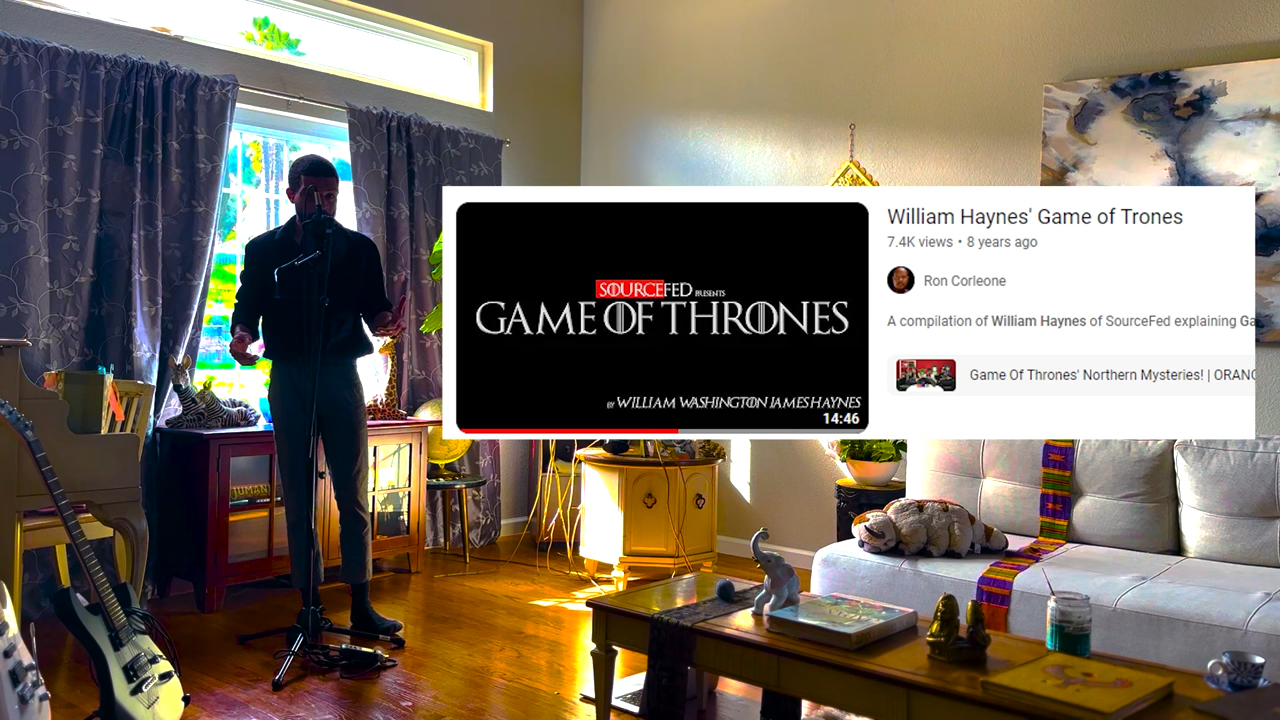 SOURCEFED PRESENTS
GAME OF THRONES
BY WILLIAM WASHINGTON JAMES HAYNES
14:46
William Haynes' Game of Trones
7.4K views • 8 years ago
Ron Corleone
A compilation of William Haynes of SourceFed explaining Ga
Game Of Thrones' Northern Mysteries! | ORANG
JUMAN